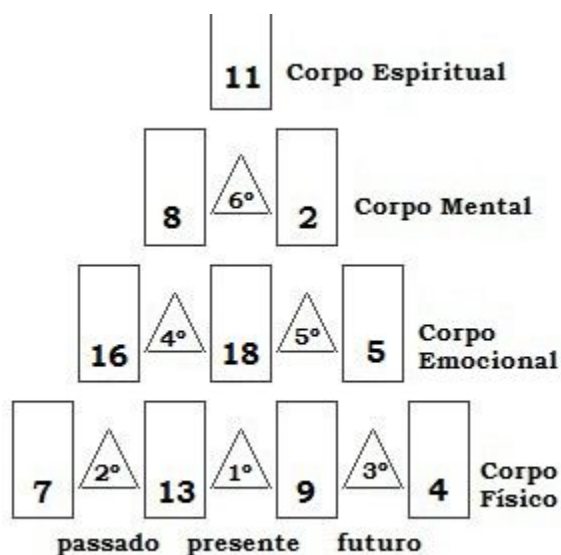 11 Corpo Espiritual
8 6º 2 Corpo Mental
16 4º 18 5º 5 Corpo
Emocional
7 2º 13 1º 9 3º 4 Corpo
Físico
passado presente futuro